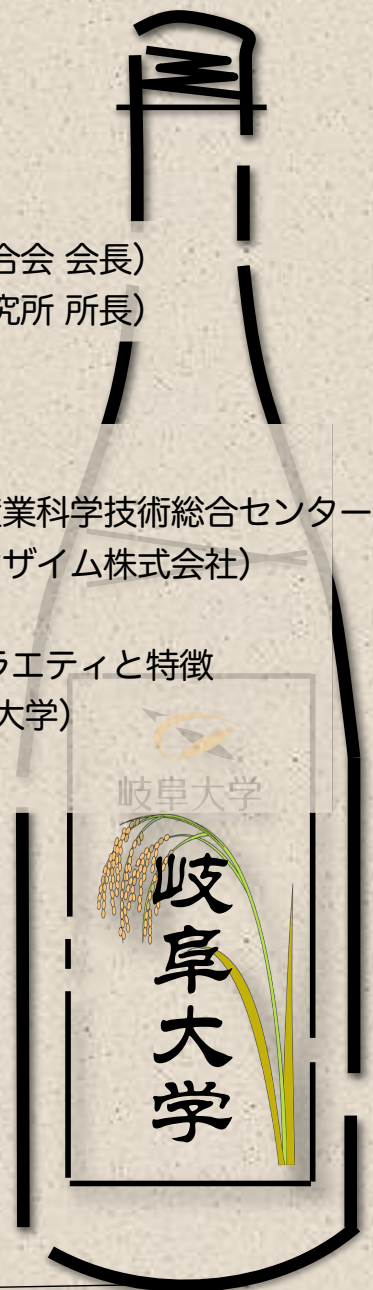 合会 会長）
究所 所長）
業科学技術総合センター
ザイム株式会社）
ラエティと特徴
大学）
岐阜大学
岐阜大学